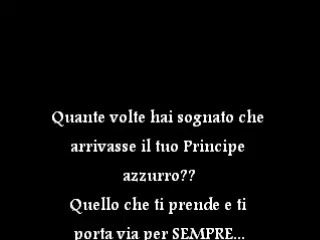 Quante volte hai sognato che
arrivasse il tuo Principe
azzurro??
Quello che ti prende e ti
porta via per SEMPRE...